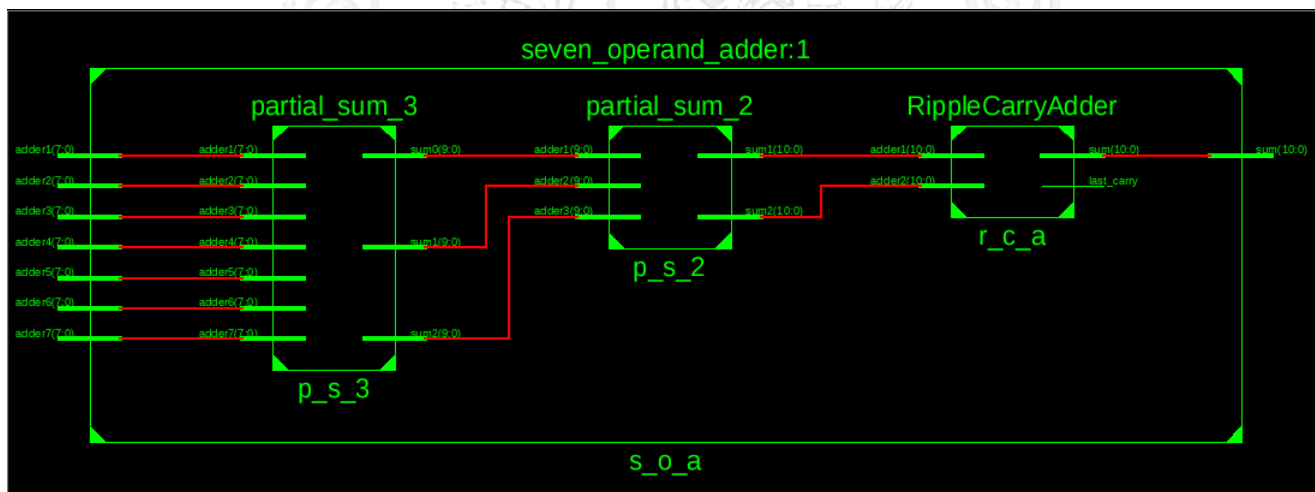 seven_operand_adder:1
partial_sum_3 partial_sum_2 RippleCarryAdder
adder1(7:0) adder1(7:0) sum0(9:0) adder1(9:0) sum1(10:0) adder1(10:0) sum(10:0) sum(10:0)
adder2(7:0) adder2(7:0) adder2(9:0) adder2(10:0) last_carry
adder3(7:0) adder3(7:0) adder3(9:0) sum2(10:0)
r_c_a
adder4(7:0) adder4(7:0) sum1(9:0)
p_s_2
adder5(7:0) adder5(7:0)
adder6(7:0) adder6(7:0)
adder7(7:0) adder7(7:0) sum2(9:0)
p_s_3
s_o_a